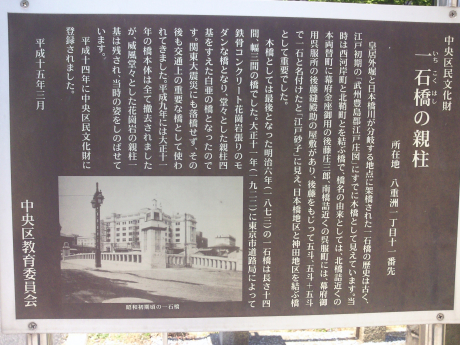 中央区民文化財
一石橋の親柱
いちこくばし
所在地 八重洲一丁目十一番先
皇居外堀と日本橋川が分岐する地点に架橋された一石橋の歴史は古く、
江戸初期の「武州豊島郡江戸庄図」にすでに木橋として見えています。当
時は西河岸町と北鞘町とを結ぶ橋で、橋名の由来としては、北橋詰近くの
本両替町に幕府金座御用の後藤庄三郎、南橋詰近くの呉服町には、幕府御
用呉服所の後藤縫殿助の屋敷があり、後藤をもじって五斗、五斗+五斗
で一石と名付けたと『江戸砂子』に見え、日本橋地区と神田地区を結ぶ橋
として重要でした。
木橋としては最後となった明治六年(一八七三)の一石橋は長さ十四
間、幅三間の橋でした。大正十一年(一九二二)に東京市道路局によって
鉄骨コンクリート花崗岩張りのモ
ダンな橋となり、堂々とした親柱四
基をすえた白亜の橋となったので
す。関東大震災にも落橋せず、その
後も交通上の重要な橋として使わ
れてきました。平成九年には大正十一
年の橋本体は全て撤去されました
が、威風堂々とした花崗岩の親柱一
基は残され、当時の姿をしのばせて
います。
平成十四年に中央区民文化財に
登録されました。
平成十五年三月
中央区教育委員会
昭和初期頃の一石橋